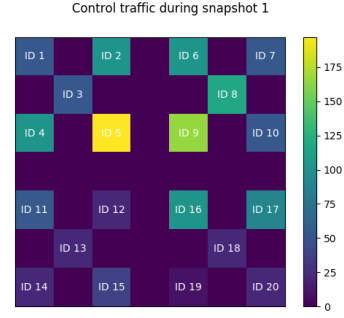 Control traffic during snapshot 1
ID 1 ID 2 ID 6 ID 7
ID 3 ID 8
ID 4 ID 5 ID 9 ID 10
ID 11 ID 12 ID 16 ID 17
ID 13 ID 18
ID 14 ID 15 ID 19 ID 20
175
150
125
100
75
50
25
0